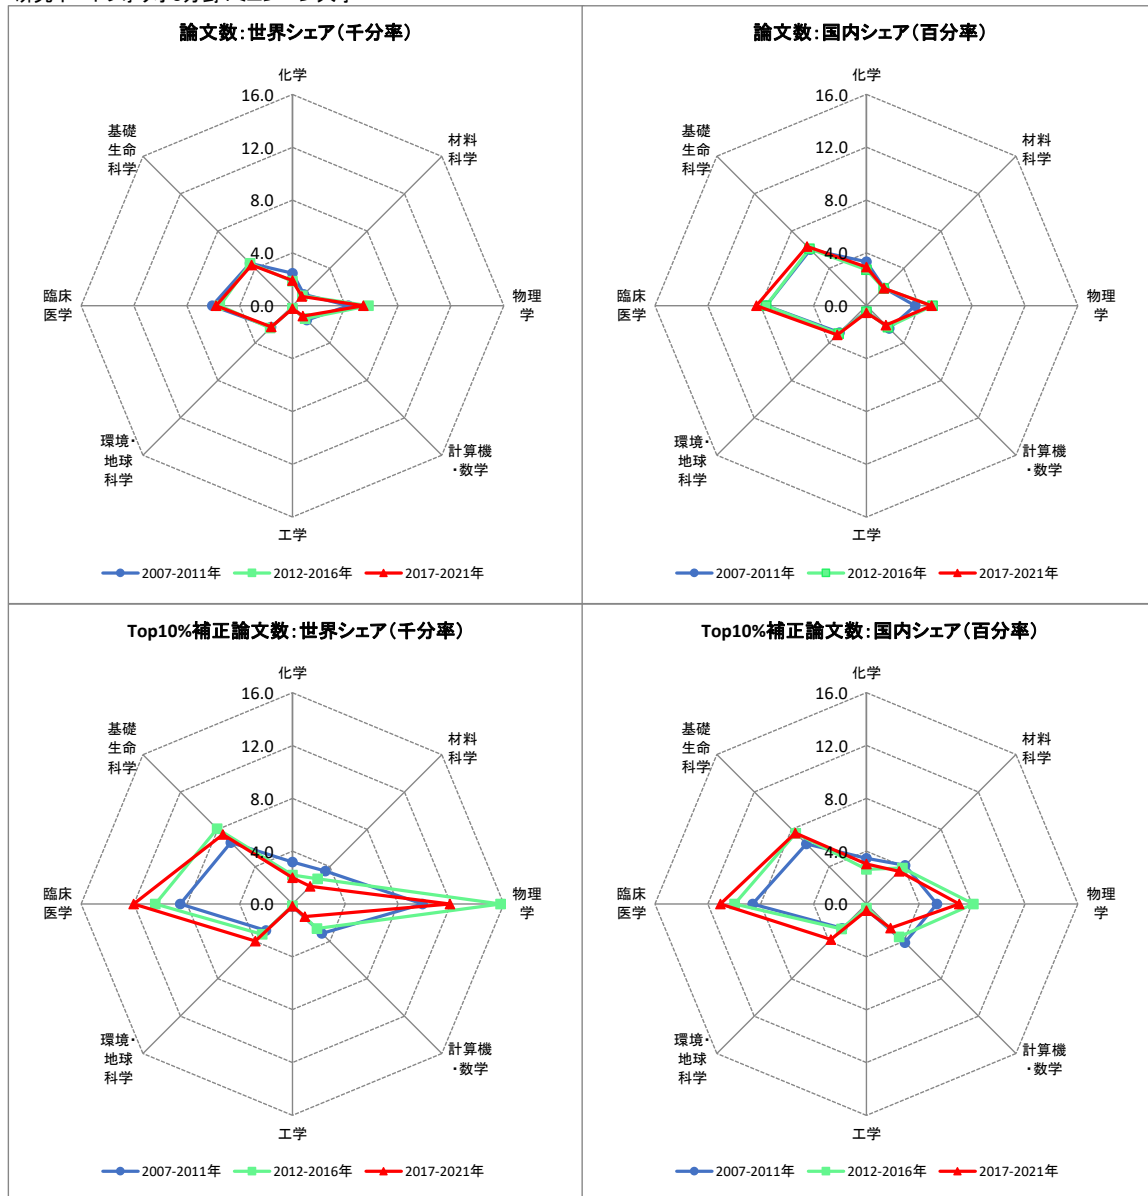 論文数：世界シェア（千分率）
化学
16.0
12.0
8.0
4.0
0.0
材料
科学
物理
学
計算機
・数学
工学
環境・
地球
科学
臨床
医学
基礎
生命
科学
2007-2011年
2012-2016年
2017-2021年
論文数：国内シェア（百分率）
化学
16.0
12.0
8.0
4.0
0.0
材料
科学
物理
学
計算機
・数学
工学
環境・
地球
科学
臨床
医学
基礎
生命
科学
2007-2011年
2012-2016年
2017-2021年
Top10%補正論文数：世界シェア（千分率）
化学
16.0
12.0
8.0
4.0
0.0
材料
科学
物理
学
計算機
・数学
工学
環境・
地球
科学
臨床
医学
基礎
生命
科学
2007-2011年
2012-2016年
2017-2021年
Top10%補正論文数：国内シェア（百分率）
化学
16.0
12.0
8.0
4.0
0.0
材料
科学
物理
学
計算機
・数学
工学
環境・
地球
科学
臨床
医学
基礎
生命
科学
2007-2011年
2012-2016年
2017-2021年